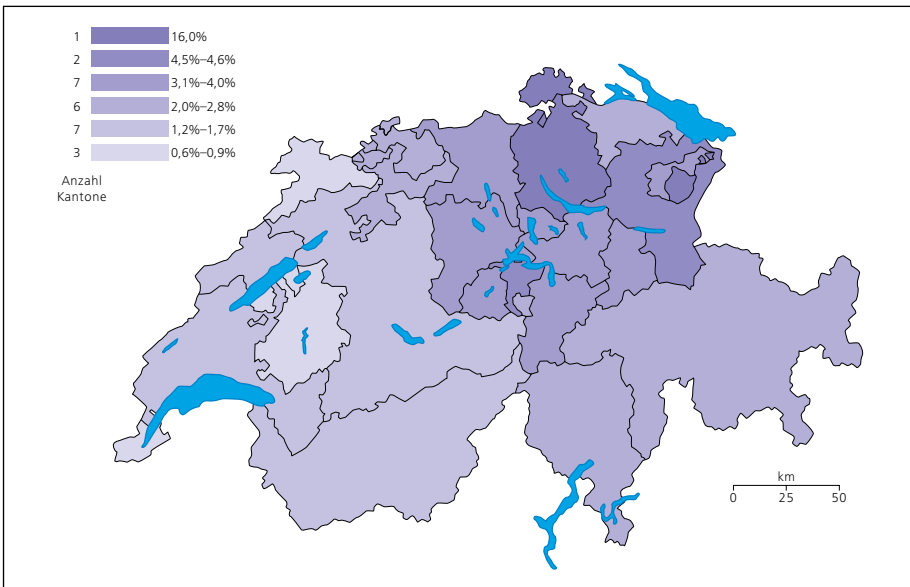 1 16,0%
2 4,5%–4,6%
7 3,1%–4,0%
6 2,0%–2,8%
7 1,2%–1,7%
3 0,6%–0,9%
Anzahl
Kantone
km
0 25 50